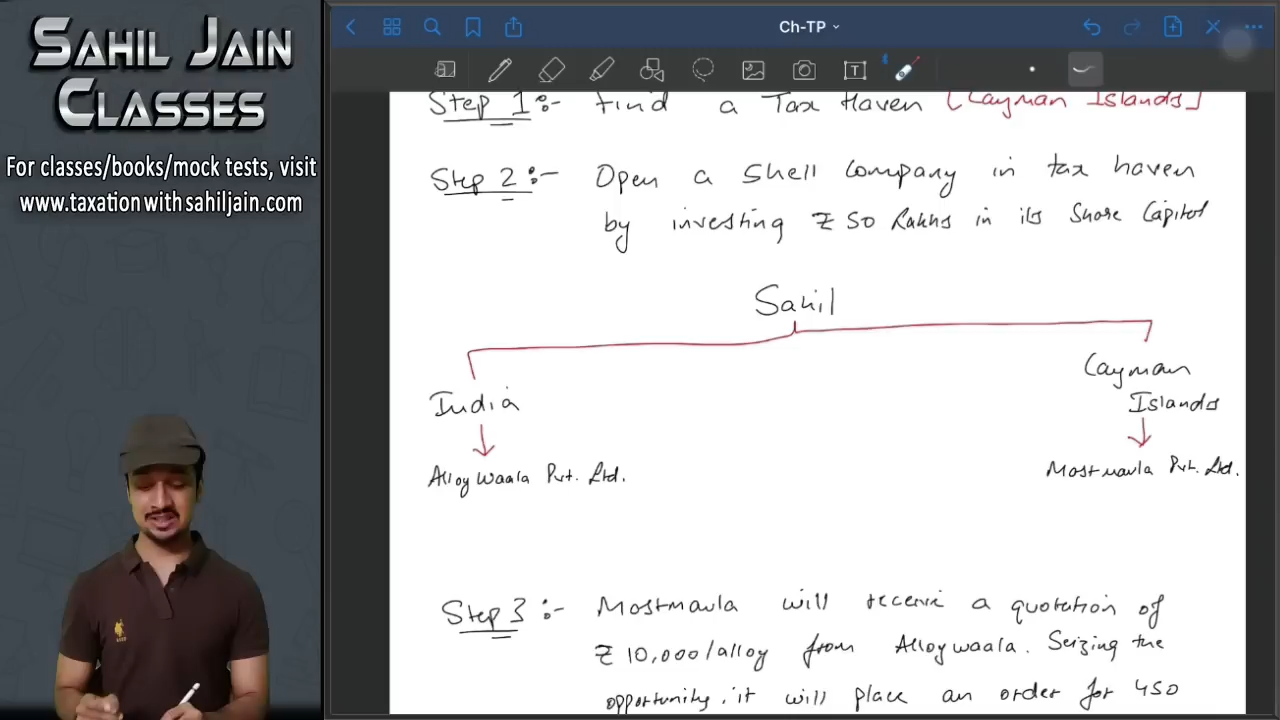 SAHIL JAIN
CLASSES
For classes/books/mock tests, visit
www.taxationwithsahiljain.com
Ch-TP
Step 1:- Find a Tax Haven [Cayman Islands]
Step 2:- Open a Shell Company in tax haven
by investing ₹ 50 Lakhs in its Share Capital
Sahil
India
Cayman
Islands
Alloywaala Pvt. Ltd.
Mostmavla Pvt. Ltd.
Step 3:- Mostmavla will receive a quotation of
₹ 10,000/alloy from Alloywaala. Seizing the
opportunity, it will place an order for 450